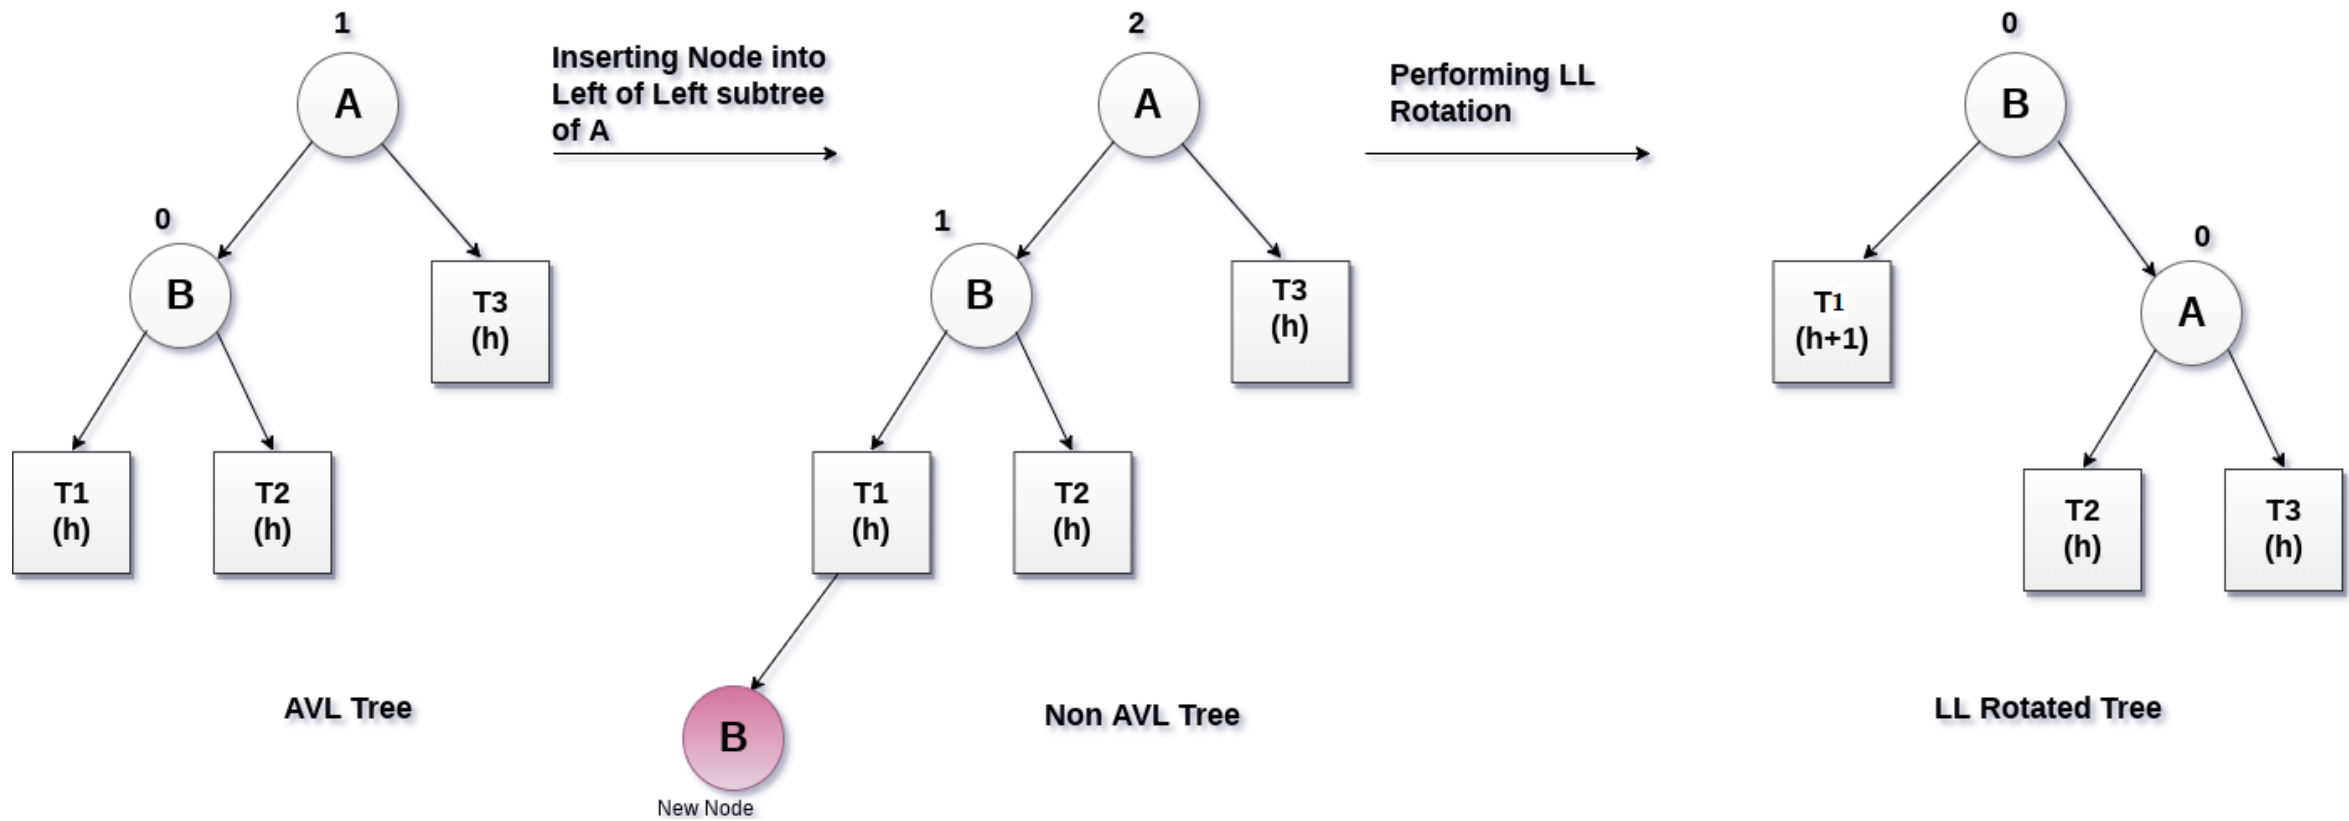 1
A
0
B
T3
(h)
T1
(h)
T2
(h)
AVL Tree
Inserting Node into
Left of Left subtree
of A
2
A
1
B
T3
(h)
T1
(h)
T2
(h)
B
New Node
Non AVL Tree
Performing LL
Rotation
0
B
T1
(h+1)
0
A
T2
(h)
T3
(h)
LL Rotated Tree